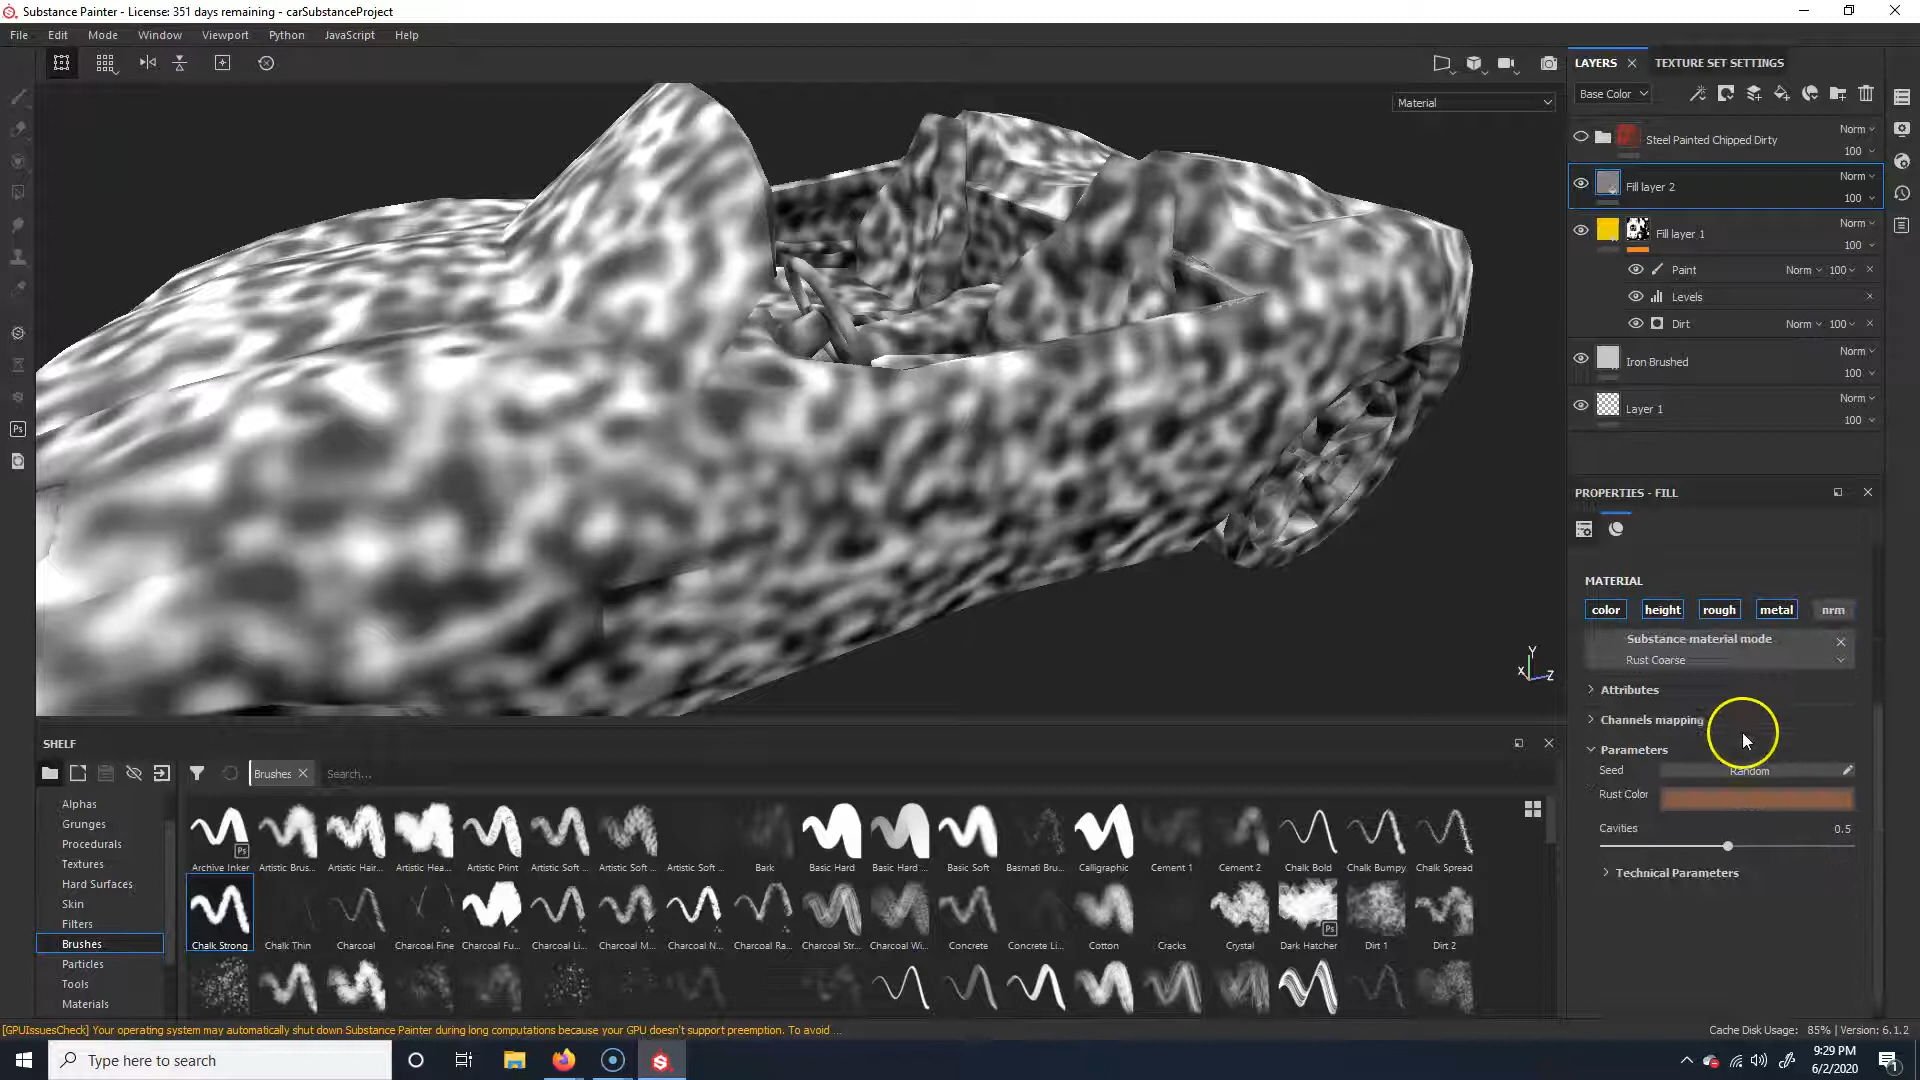 Substance Painter - License: 351 days remaining - carSubstanceProject
File Edit Mode Window Viewport Python JavaScript Help
Material
LAYERS TEXTURE SET SETTINGS
Base Color
Steel Painted Chipped Dirty Norm 100
Fill layer 2 Norm 100
Fill layer 1 Norm 100
Paint Norm 100
Levels
Dirt Norm 100
Iron Brushed Norm 100
Layer 1 Norm 100
PROPERTIES - FILL
MATERIAL
color height rough metal nrm
Substance material mode
Rust Coarse
Attributes
Channels mapping
Parameters
Seed Random
Rust Color
Cavities 0.5
Technical Parameters
Y
X Z
SHELF
Brushes Search...
Alphas
Grunges
Procedurals
Textures
Hard Surfaces
Skin
Filters
Brushes
Particles
Tools
Materials
Ps
Archive Inker Artistic Brus... Artistic Hair... Artistic Hea... Artistic Print Artistic Soft ... Artistic Soft ... Artistic Soft ... Bark Basic Hard Basic Hard ... Basic Soft Basmati Bru... Calligraphic Cement 1 Cement 2 Chalk Bold Chalk Bumpy Chalk Spread
Ps
Ps
Chalk Strong Chalk Thin Charcoal Charcoal Fine Charcoal Fu... Charcoal Li... Charcoal M... Charcoal N... Charcoal Ra... Charcoal Str... Charcoal Wi... Concrete Concrete Li... Cotton Cracks Crystal Dark Hatcher Dirt 1 Dirt 2
[GPUIssuesCheck] Your operating system may automatically shut down Substance Painter during long computations because your GPU doesn't support preemption. To avoid ...
Cache Disk Usage: 85% | Version: 6.1.2
Type here to search
9:29 PM
6/2/2020
1